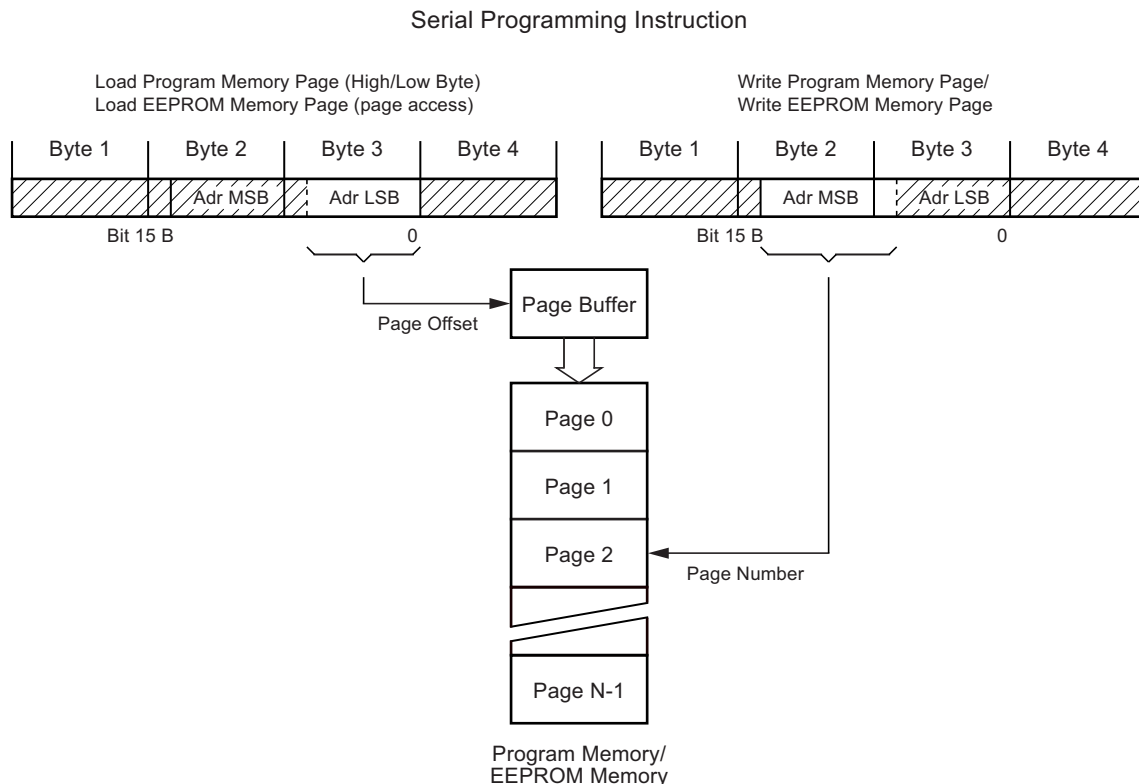 Serial Programming Instruction
Load Program Memory Page (High/Low Byte)
Load EEPROM Memory Page (page access)
Write Program Memory Page/
Write EEPROM Memory Page
Byte 1 Byte 2 Byte 3 Byte 4
Byte 1 Byte 2 Byte 3 Byte 4
Adr MSB Adr LSB
Adr MSB Adr LSB
Bit 15 B 0
Bit 15 B 0
Page Buffer
Page Offset
Page 0
Page 1
Page 2
Page Number
Page N-1
Program Memory/
EEPROM Memory